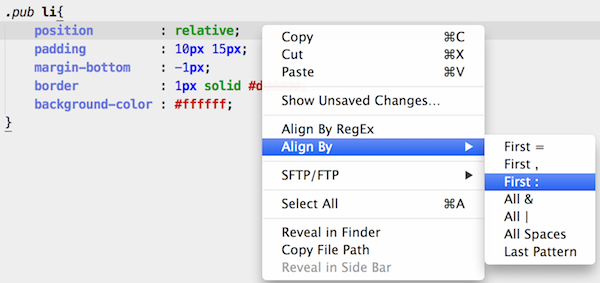 .pub li{
position : relative;
padding : 10px 15px;
margin-bottom : -1px;
border : 1px solid
background-color : #ffffff;
}
Copy ⌘C
Cut ⌘X
Paste ⌘V
Show Unsaved Changes…
Align By RegEx
Align By ▶
SFTP/FTP ▶
Select All ⌘A
Reveal in Finder
Copy File Path
Reveal in Side Bar
First =
First ,
First :
All &
All |
All Spaces
Last Pattern